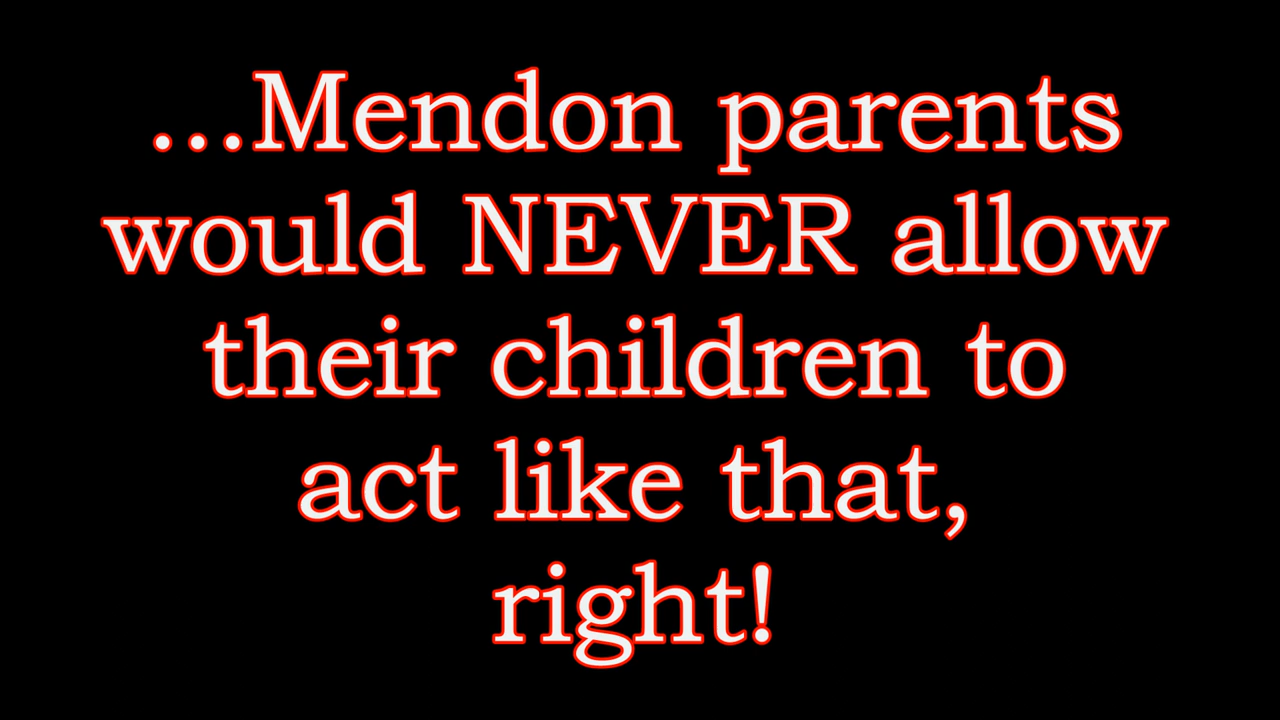 ...Mendon parents
would NEVER allow
their children to
act like that,
right!